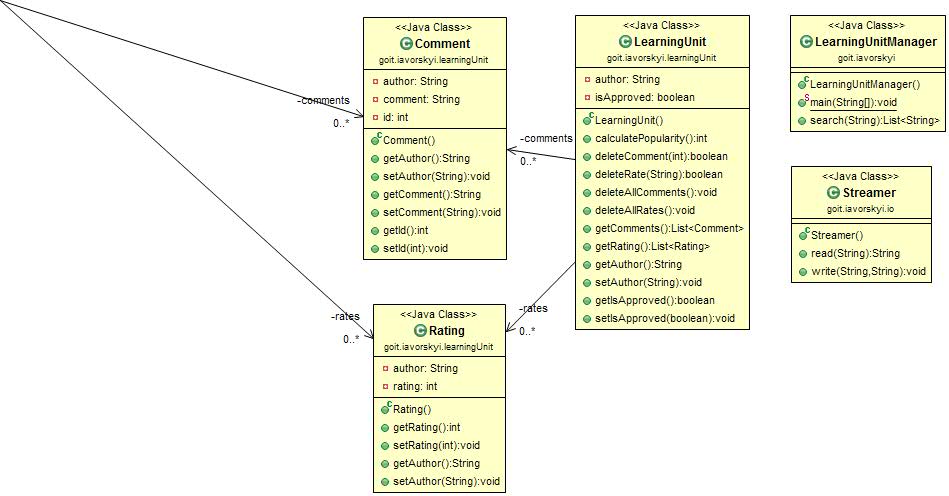 <<Java Class>>
Comment
goit.iavorskyi.learningUnit
author: String
comment: String
id: int
Comment()
getAuthor():String
setAuthor(String):void
getComment():String
setComment(String):void
getId():int
setId(int):void
-comments
0..*
<<Java Class>>
LearningUnit
goit.iavorskyi.learningUnit
author: String
isApproved: boolean
LearningUnit()
calculatePopularity():int
deleteComment(int):boolean
deleteRate(String):boolean
deleteAllComments():void
deleteAllRates():void
getComments():List<Comment>
getRating():List<Rating>
getAuthor():String
setAuthor(String):void
getIsApproved():boolean
setIsApproved(boolean):void
-comments
0..*
-rates
0..*
<<Java Class>>
LearningUnitManager
goit.iavorskyi
LearningUnitManager()
main(String[]):void
search(String):List<String>
<<Java Class>>
Streamer
goit.iavorskyi.io
Streamer()
read(String):String
write(String,String):void
-rates
0..*
<<Java Class>>
Rating
goit.iavorskyi.learningUnit
author: String
rating: int
Rating()
getRating():int
setRating(int):void
getAuthor():String
setAuthor(String):void